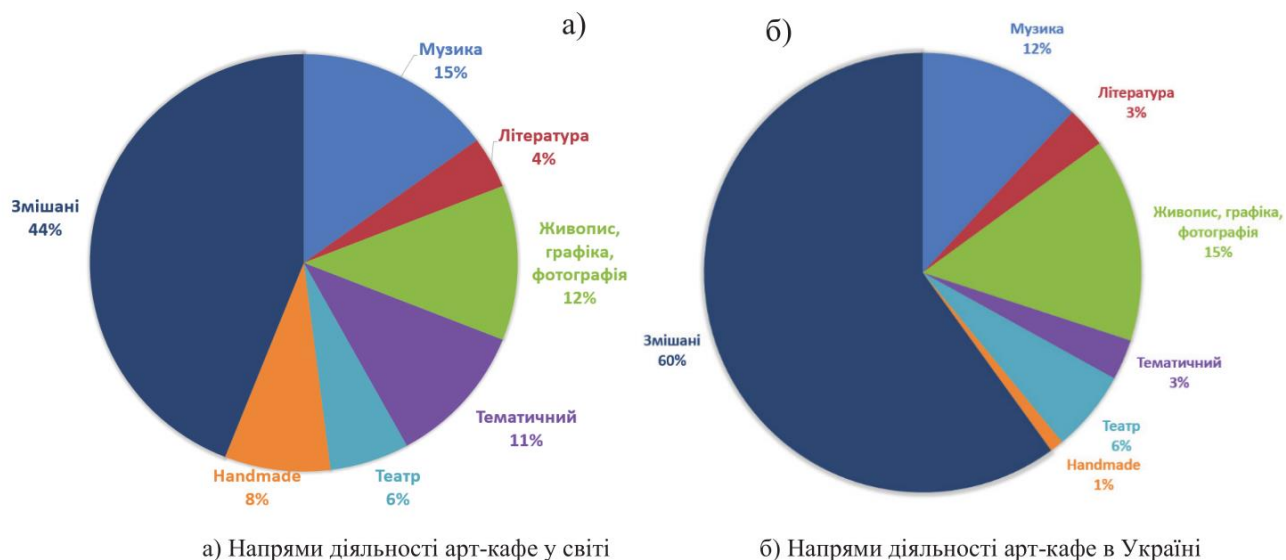 а)
Музика
15%
Література
4%
Живопис,
графіка,
фотографія
12%
Тематичний
11%
Театр
6%
Handmade
8%
Змішані
44%
а) Напрями діяльності арт-кафе у світі
б)
Музика
12%
Література
3%
Живопис, графіка,
фотографія
15%
Тематичний
3%
Театр
6%
Handmade
1%
Змішані
60%
б) Напрями діяльності арт-кафе в Україні